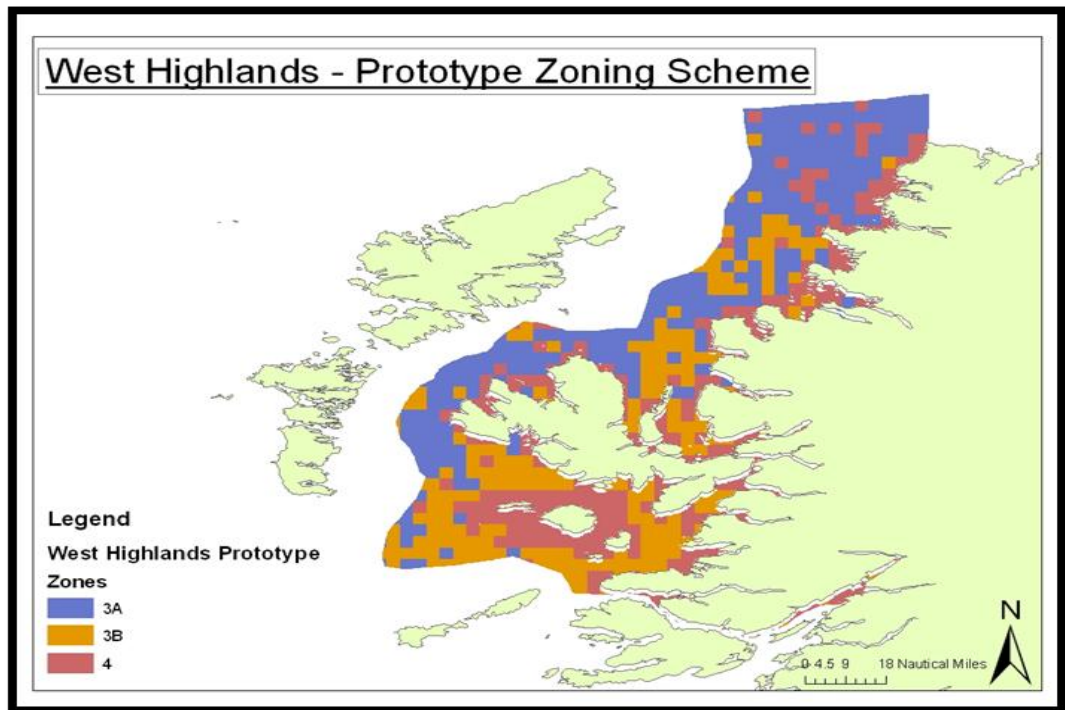 West Highlands - Prototype Zoning Scheme
Legend
West Highlands Prototype
Zones
3A
3B
4
N
0 4.5 9 18 Nautical Miles